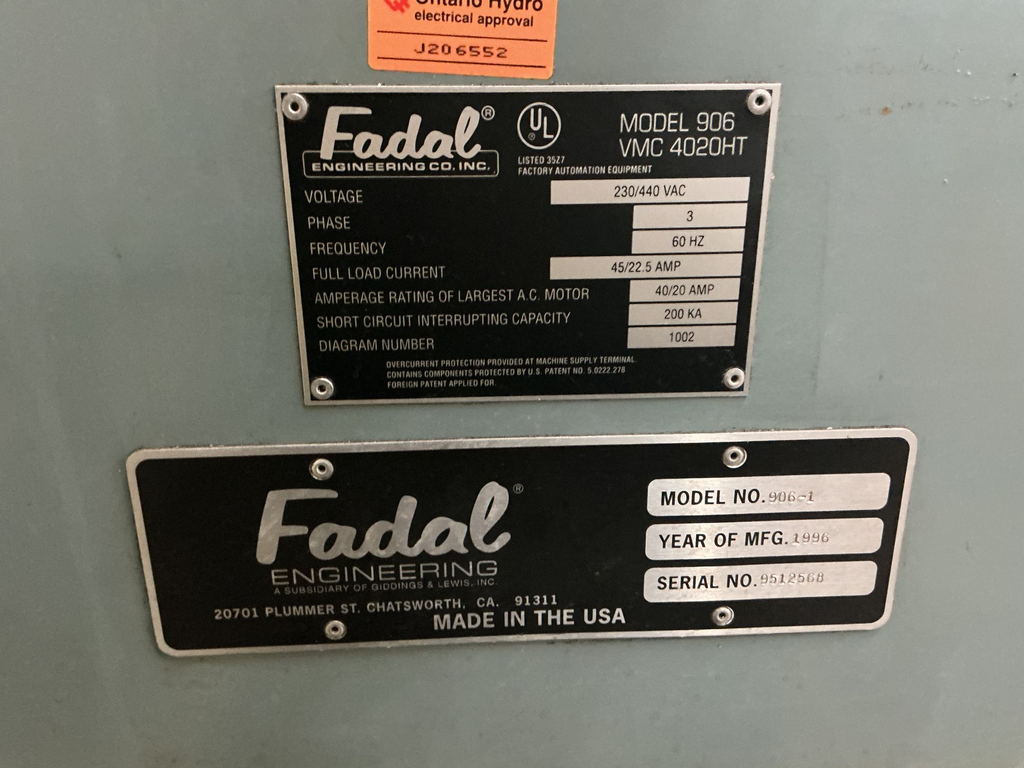 Ontario Hydro
electrical approval
J206552
Fadal®
ENGINEERING CO. INC.
UL
®
LISTED 35Z7
FACTORY AUTOMATION EQUIPMENT
MODEL 906
VMC 4020HT
VOLTAGE 230/440 VAC
PHASE 3
FREQUENCY 60 HZ
FULL LOAD CURRENT 45/22.5 AMP
AMPERAGE RATING OF LARGEST A.C. MOTOR 40/20 AMP
SHORT CIRCUIT INTERRUPTING CAPACITY 200 KA
DIAGRAM NUMBER 1002
OVERCURRENT PROTECTION PROVIDED AT MACHINE SUPPLY TERMINAL
CONTAINS COMPONENTS PROTECTED BY U.S. PATENT NO. 5.0222.278
FOREIGN PATENT APPLIED FOR
Fadal®
ENGINEERING
A SUBSIDIARY OF GIDDINGS & LEWIS, INC.
20701 PLUMMER ST. CHATSWORTH, CA. 91311
MADE IN THE USA
MODEL NO. 906-1
YEAR OF MFG. 1996
SERIAL NO. 9512568